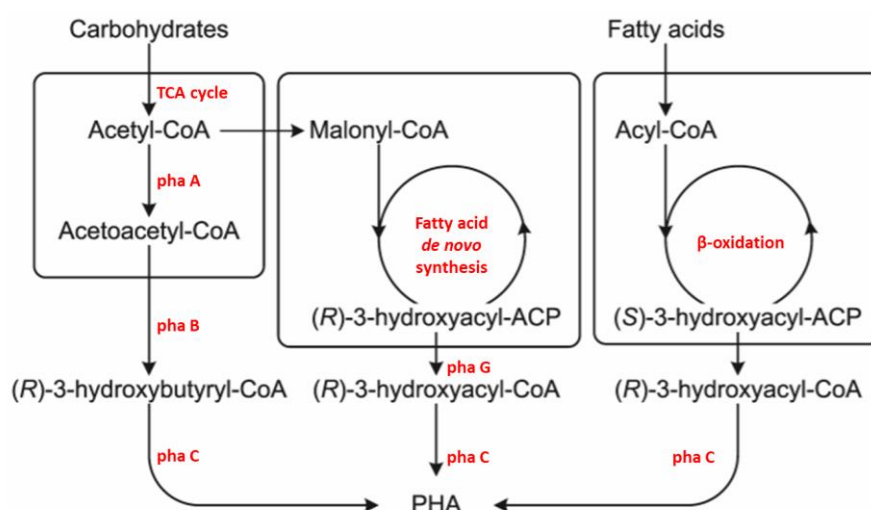 Carbohydrates
Fatty acids
TCA cycle
Acetyl-CoA
Malonyl-CoA
Acyl-CoA
pha A
Acetoacetyl-CoA
Fatty acid
de novo
synthesis
β-oxidation
(R)-3-hydroxyacyl-ACP
(S)-3-hydroxyacyl-ACP
pha B
pha G
(R)-3-hydroxybutyryl-CoA
(R)-3-hydroxyacyl-CoA
(R)-3-hydroxyacyl-CoA
pha C
pha C
pha C
PHA